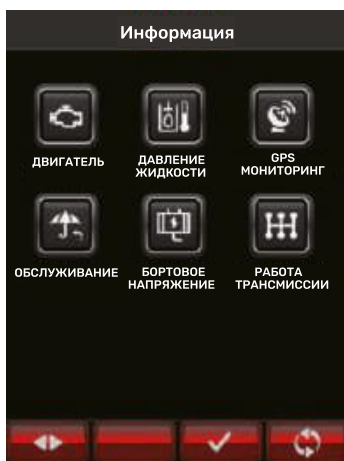 Информация
ДВИГАТЕЛЬ
ДАВЛЕНИЕ
ЖИДКОСТИ
GPS
МОНИТОРИНГ
ОБСЛУЖИВАНИЕ
БОРТОВОЕ
НАПРЯЖЕНИЕ
РАБОТА
ТРАНСМИССИИ